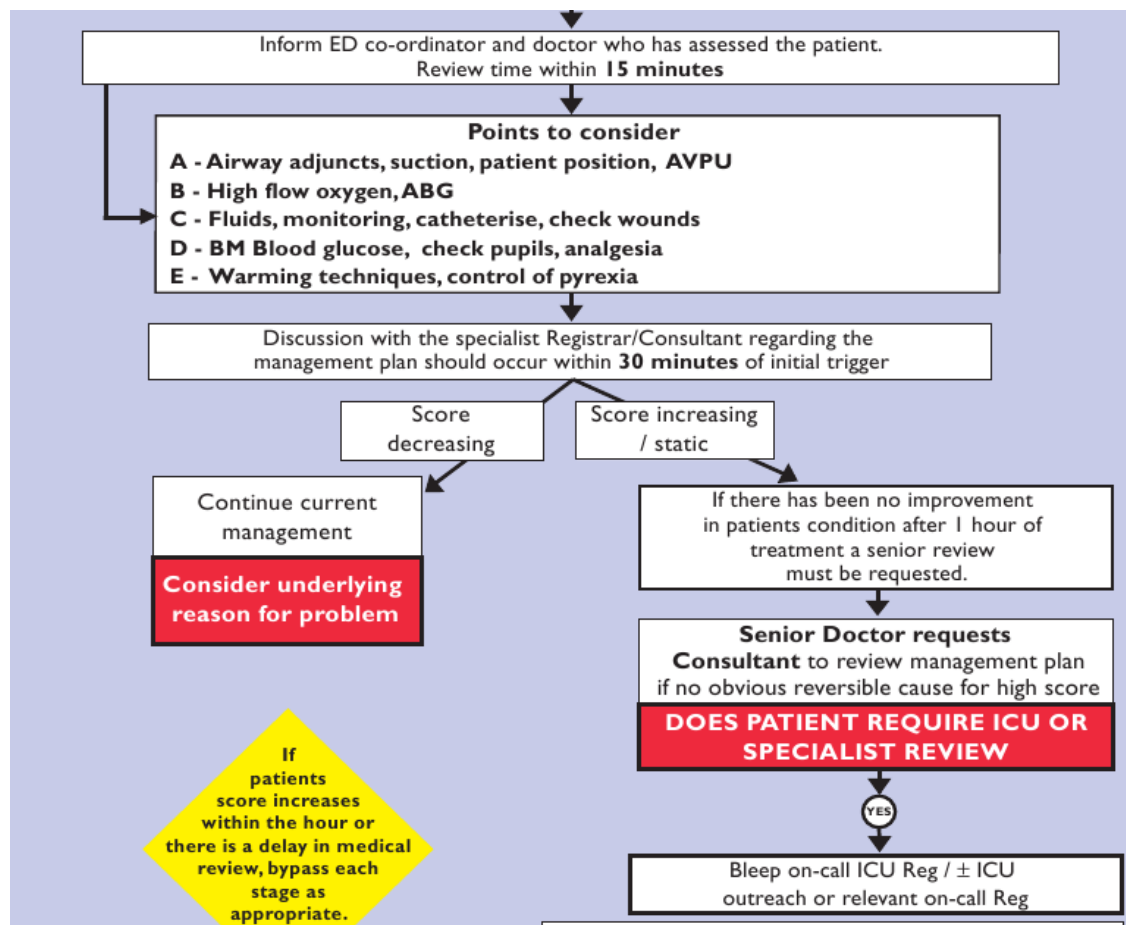 Inform ED co-ordinator and doctor who has assessed the patient.
Review time within 15 minutes
Points to consider
A - Airway adjuncts, suction, patient position, AVPU
B - High flow oxygen, ABG
C - Fluids, monitoring, catheterise, check wounds
D - BM Blood glucose, check pupils, analgesia
E - Warming techniques, control of pyrexia
Discussion with the specialist Registrar/Consultant regarding the
management plan should occur within 30 minutes of initial trigger
Score
decreasing
Score increasing
/ static
Continue current
management
Consider underlying
reason for problem
If there has been no improvement
in patients condition after 1 hour of
treatment a senior review
must be requested.
Senior Doctor requests
Consultant to review management plan
if no obvious reversible cause for high score
DOES PATIENT REQUIRE ICU OR
SPECIALIST REVIEW
YES
Bleep on-call ICU Reg / ± ICU
outreach or relevant on-call Reg
If
patients
score increases
within the hour or
there is a delay in medical
review, bypass each
stage as
appropriate.